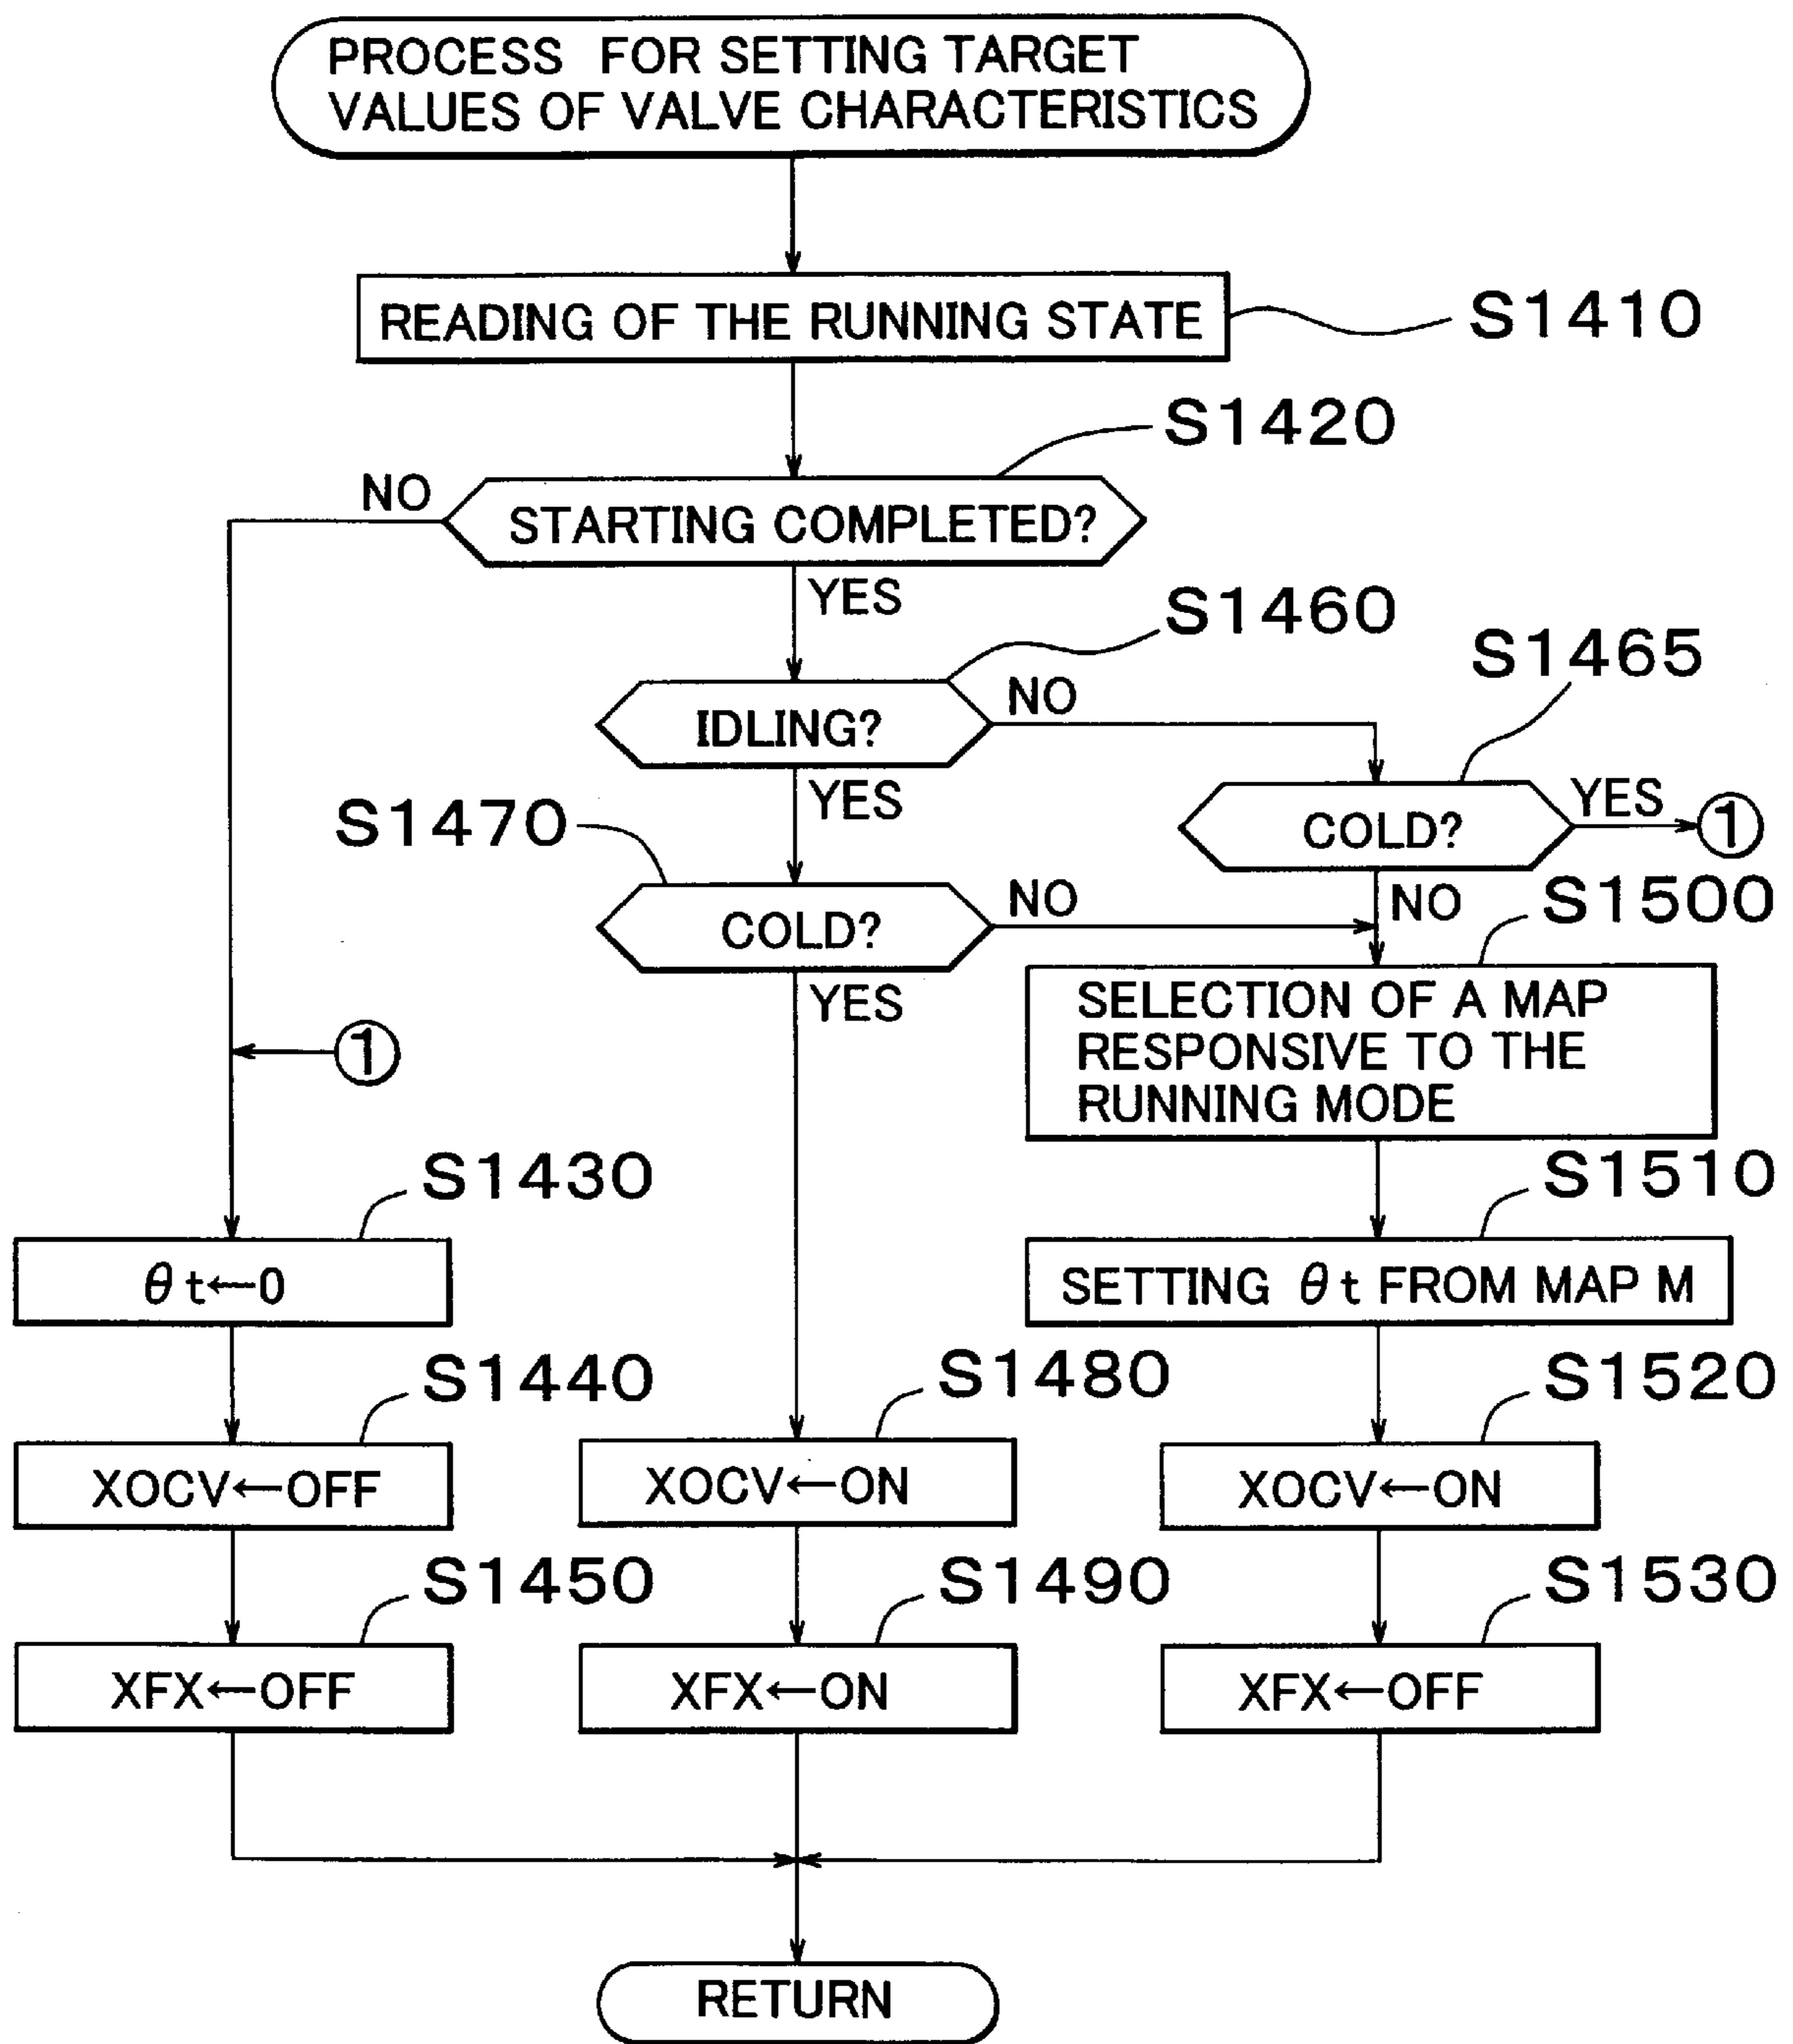 PROCESS FOR SETTING TARGET
VALUES OF VALVE CHARACTERISTICS
READING OF THE RUNNING STATE
S1410
S1420
NO
STARTING COMPLETED?
YES
S1460
S1465
IDLING?
NO
YES
S1470
COLD?
YES
①
COLD?
NO
NO
S1500
YES
SELECTION OF A MAP
RESPONSIVE TO THE
RUNNING MODE
①
S1430
S1510
θt←0
SETTING θt FROM MAP M
S1440
S1480
S1520
XOCV←OFF
XOCV←ON
XOCV←ON
S1450
S1490
S1530
XFX←OFF
XFX←ON
XFX←OFF
RETURN